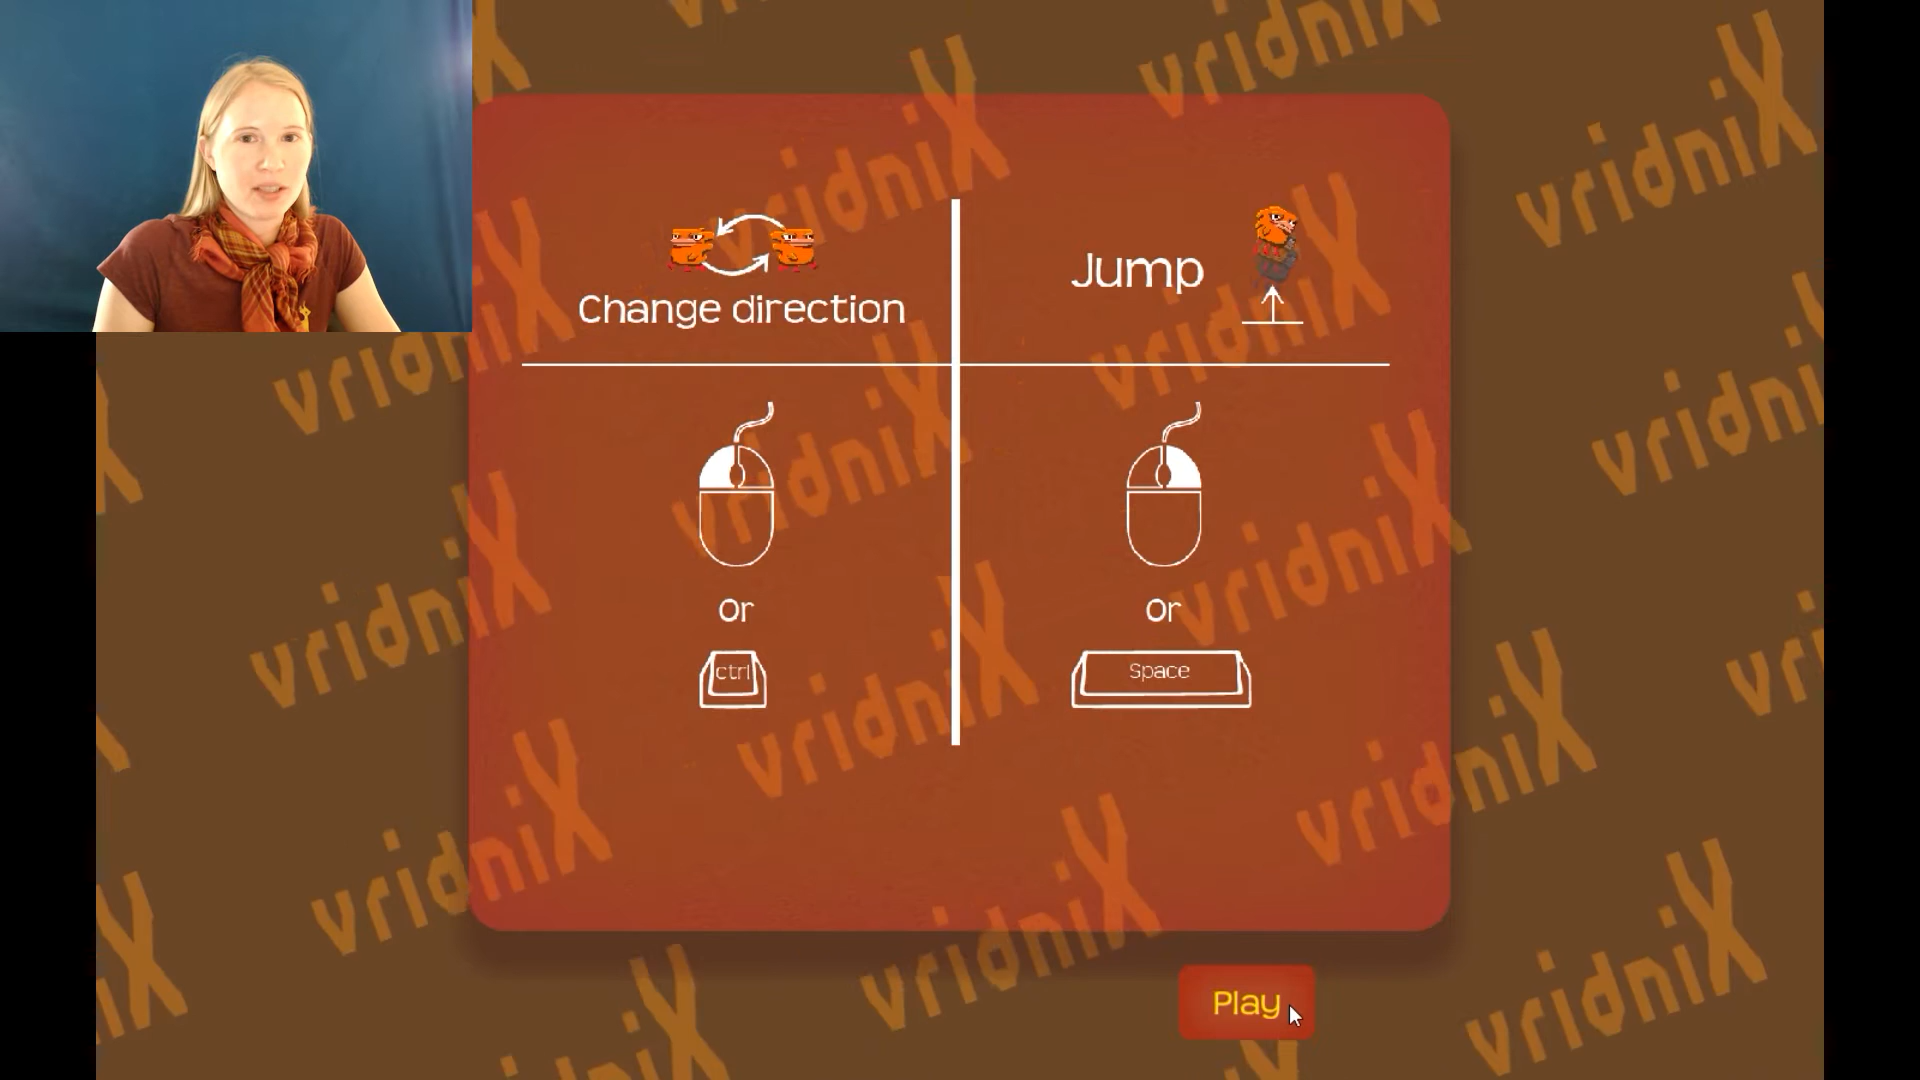 vridniX
Change direction
Jump
or
or
ctrl
Space
Play